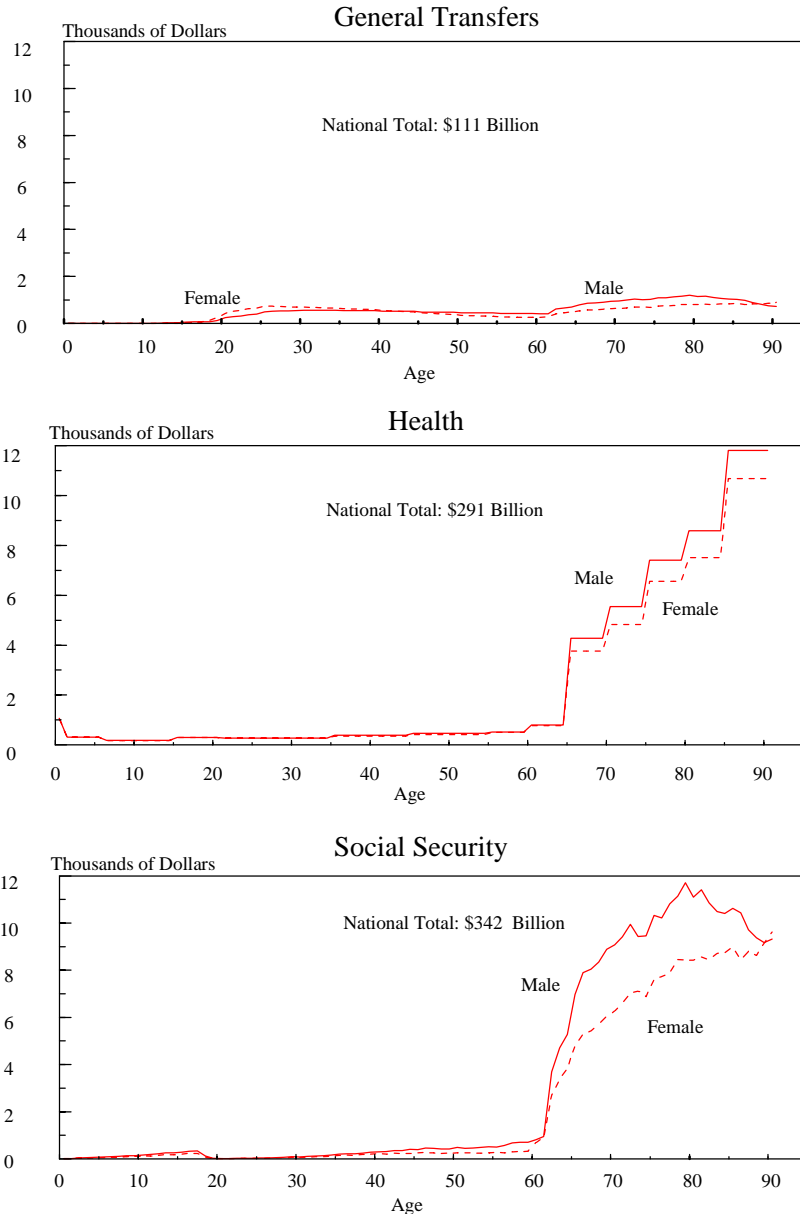 General Transfers
Thousands of Dollars
12
10
8
6
4
2
0
National Total: $111 Billion
Female
Male
0 10 20 30 40 50 60 70 80 90
Age
Health
Thousands of Dollars
12
10
8
6
4
2
0
National Total: $291 Billion
Male
Female
0 10 20 30 40 50 60 70 80 90
Age
Social Security
Thousands of Dollars
12
10
8
6
4
2
0
National Total: $342 Billion
Male
Female
0 10 20 30 40 50 60 70 80 90
Age